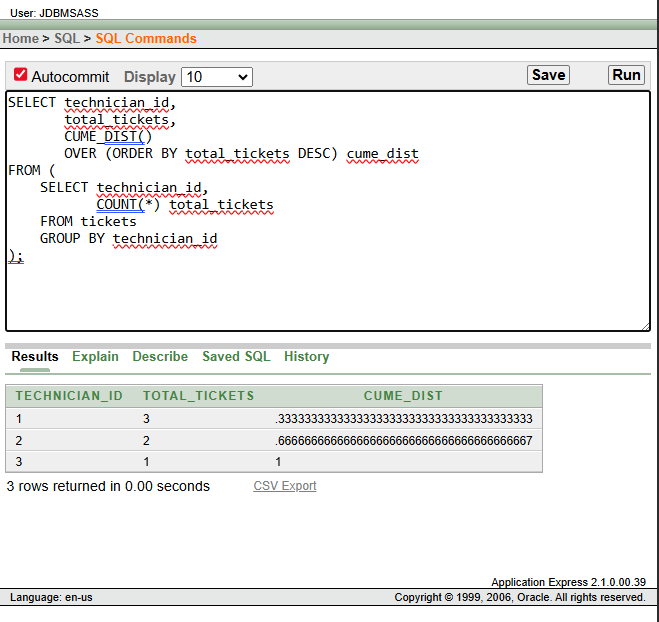 User: JDBMSASS
Home > SQL > SQL Commands
Autocommit Display 10 Save Run
SELECT technician_id,
       total_tickets,
       CUME_DIST()
       OVER (ORDER BY total_tickets DESC) cume_dist
FROM (
    SELECT technician_id,
           COUNT(*) total_tickets
    FROM tickets
    GROUP BY technician_id
);
Results Explain Describe Saved SQL History
TECHNICIAN_ID TOTAL_TICKETS CUME_DIST
1 3 .3333333333333333333333333333333333333333
2 2 .6666666666666666666666666666666666666667
3 1 1
3 rows returned in 0.00 seconds CSV Export
Application Express 2.1.0.00.39
Language: en-us Copyright © 1999, 2006, Oracle. All rights reserved.